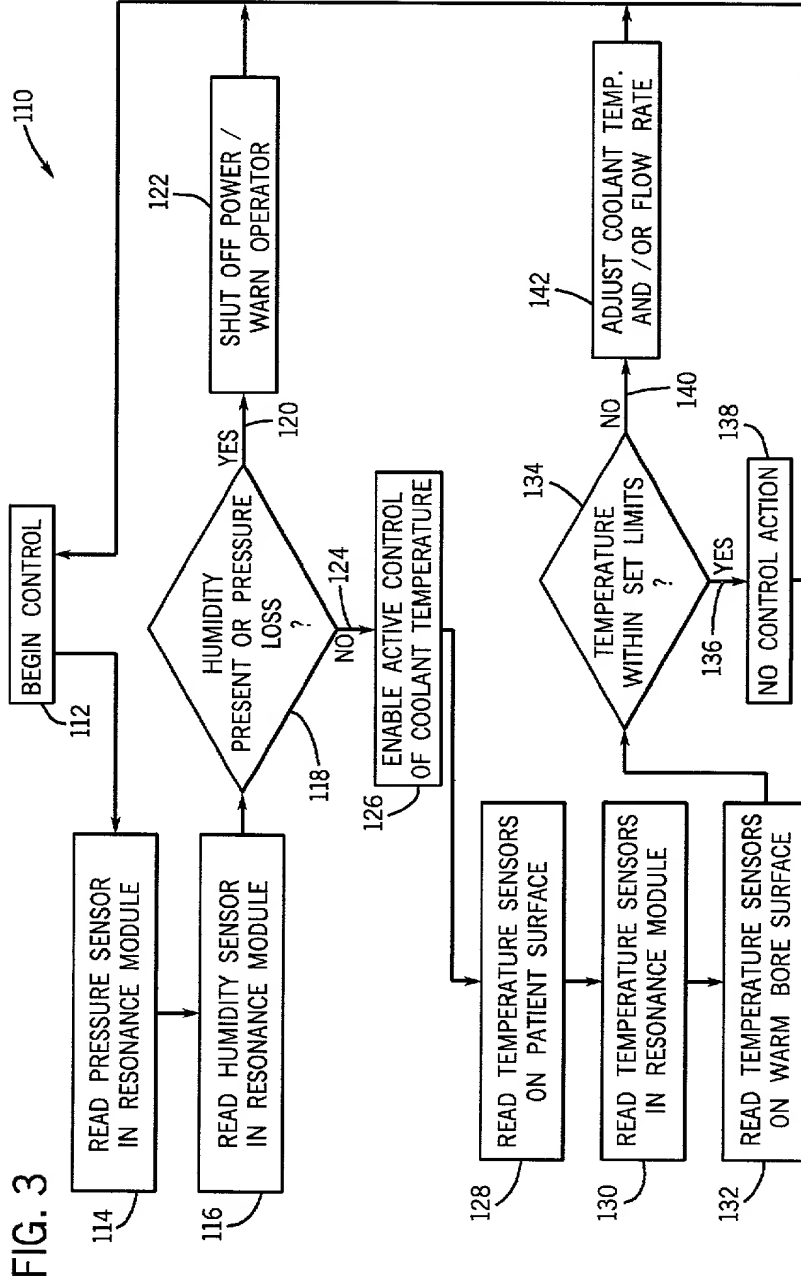 FIG. 3
110
BEGIN CONTROL
112
READ PRESSURE SENSOR
IN RESONANCE MODULE
114
READ HUMIDITY SENSOR
IN RESONANCE MODULE
116
HUMIDITY
PRESENT OR PRESSURE
LOSS
?
118
YES
120
SHUT OFF POWER /
WARN OPERATOR
122
NO
124
ENABLE ACTIVE CONTROL
OF COOLANT TEMPERATURE
126
READ TEMPERATURE SENSORS
ON PATIENT SURFACE
128
READ TEMPERATURE SENSORS
IN RESONANCE MODULE
130
READ TEMPERATURE SENSORS
ON WARM BORE SURFACE
132
TEMPERATURE
WITHIN SET LIMITS
?
134
YES
136
NO CONTROL ACTION
138
NO
140
ADJUST COOLANT TEMP.
AND /OR FLOW RATE
142